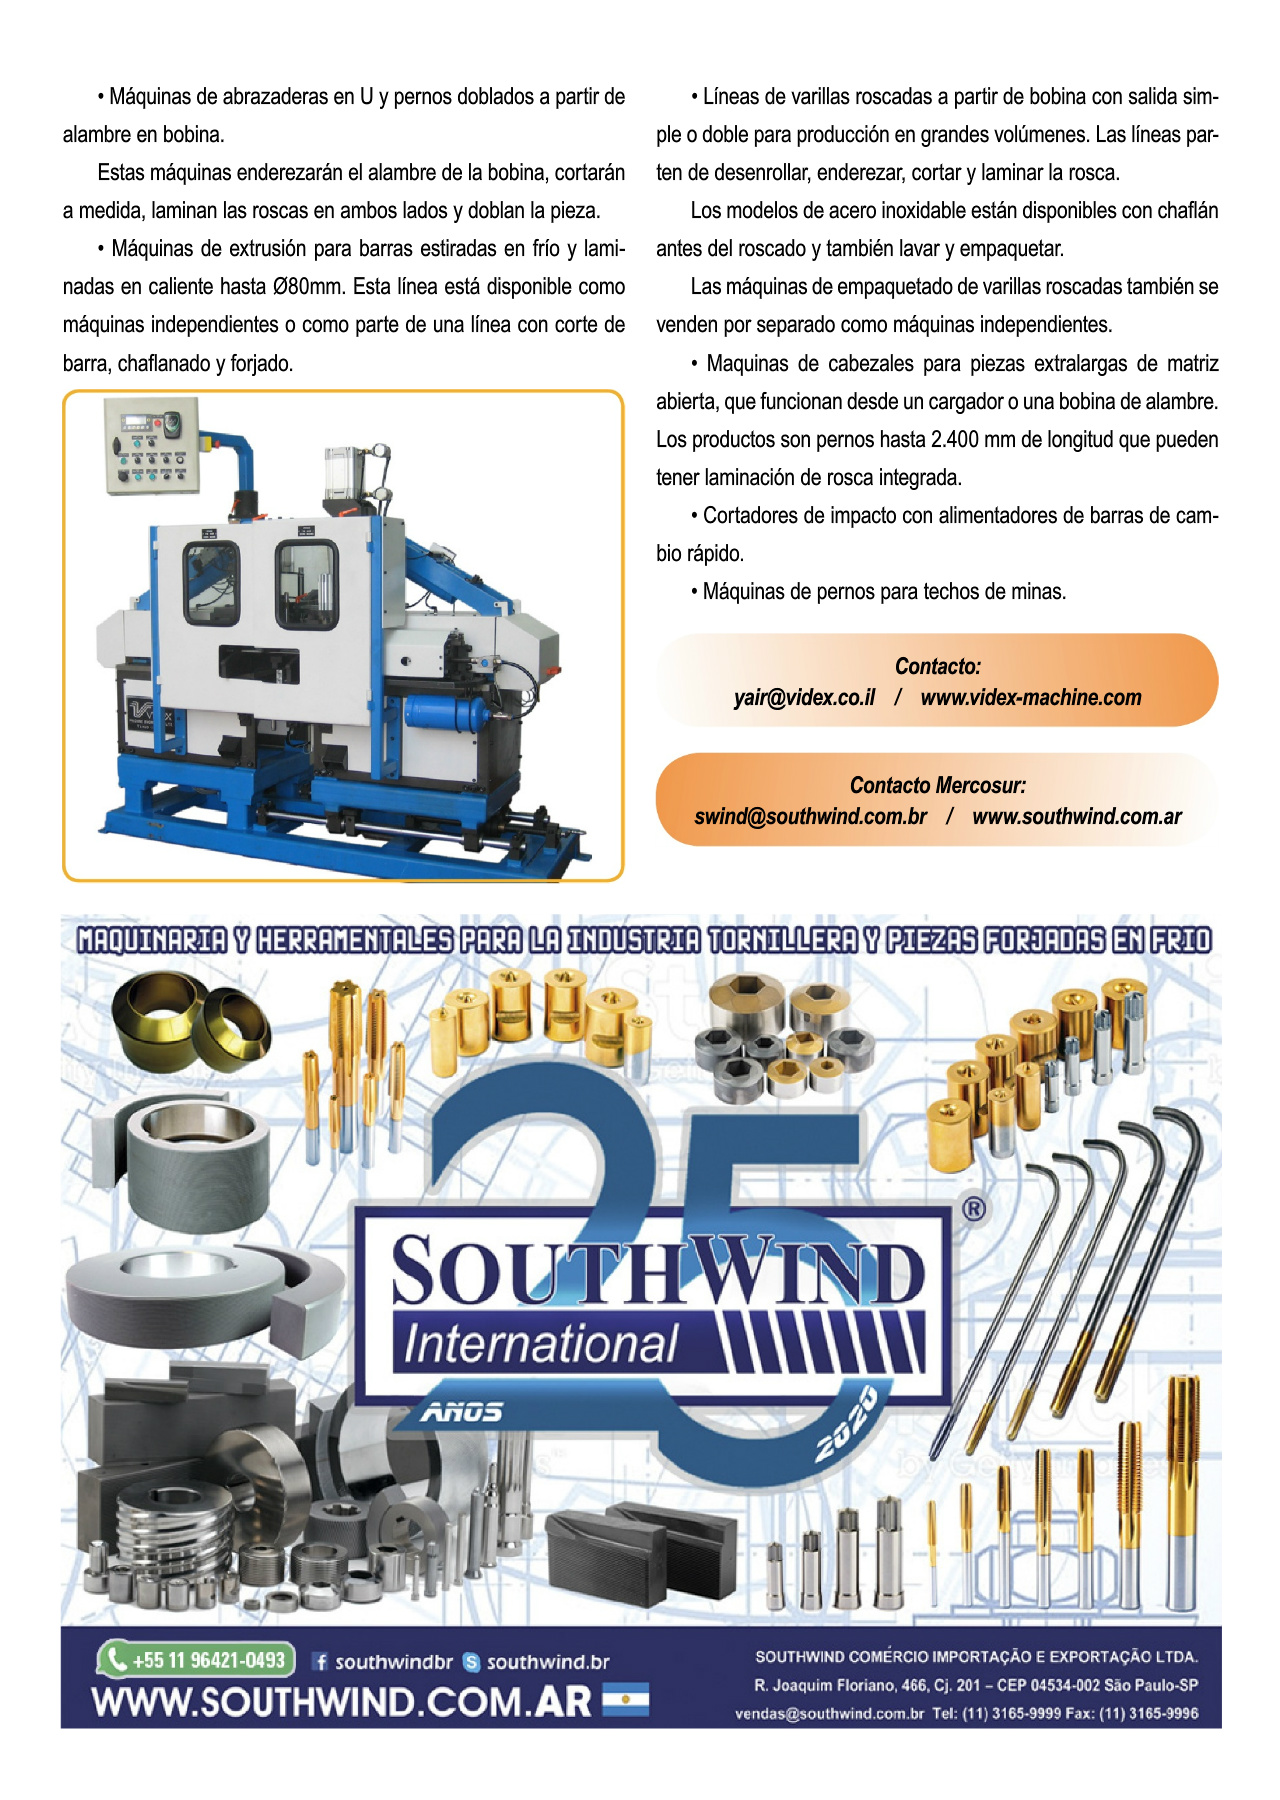 • Máquinas de abrazaderas en U y pernos doblados a partir de
alambre en bobina.
Estas máquinas enderezarán el alambre de la bobina, cortarán
a medida, laminan las roscas en ambos lados y doblan la pieza.
• Máquinas de extrusión para barras estiradas en frío y lami-
nadas en caliente hasta Ø80mm. Esta línea está disponible como
máquinas independientes o como parte de una línea con corte de
barra, chaflanado y forjado.
• Líneas de varillas roscadas a partir de bobina con salida sim-
ple o doble para producción en grandes volúmenes. Las líneas par-
ten de desenrollar, enderezar, cortar y laminar la rosca.
Los modelos de acero inoxidable están disponibles con chaflán
antes del roscado y también lavar y empaquetar.
Las máquinas de empaquetado de varillas roscadas también se
venden por separado como máquinas independientes.
• Maquinas de cabezales para piezas extralargas de matriz
abierta, que funcionan desde un cargador o una bobina de alambre.
Los productos son pernos hasta 2.400 mm de longitud que pueden
tener laminación de rosca integrada.
• Cortadores de impacto con alimentadores de barras de cam-
bio rápido.
• Máquinas de pernos para techos de minas.
Contacto:
yair@videx.co.il / www.videx-machine.com
Contacto Mercosur:
swind@southwind.com.br / www.southwind.com.ar
MAQUINARIA Y HERRAMENTALES PARA LA INDUSTRIA TORNILLERA Y PIEZAS FORJADAS EN FRIO
25
SOUTHWIND ®
International
ANOS
2020
+55 11 96421-0493 southwindbr southwind.br
WWW.SOUTHWIND.COM.AR
SOUTHWIND COMÉRCIO IMPORTAÇÃO E EXPORTAÇÃO LTDA.
R. Joaquim Floriano, 466, Cj. 201 – CEP 04534-002 São Paulo-SP
vendas@southwind.com.br Tel: (11) 3165-9999 Fax: (11) 3165-9996